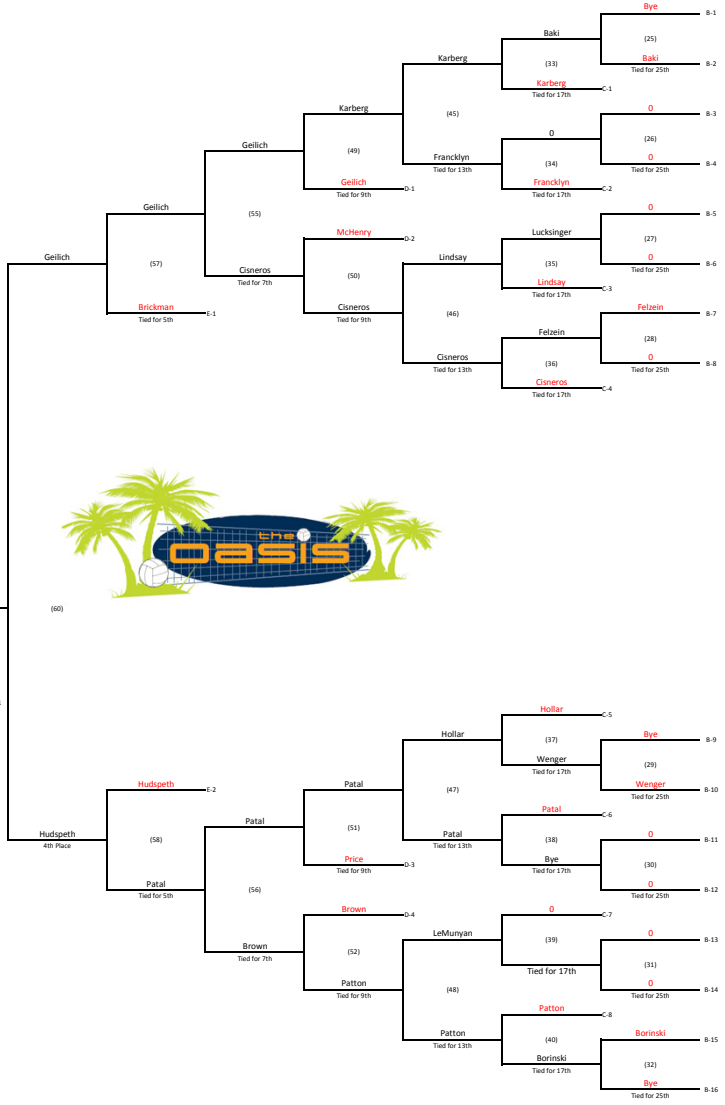 Bye
B-1
Baki
(25)
Karberg
(33)
Baki
B-2
Tied for 25th
Karberg
C-1
Tied for 17th
Karberg
(45)
0
B-3
0
(26)
Geilich
(49)
Francklyn
(34)
0
B-4
Tied for 13th
Tied for 25th
Geilich
D-1
Francklyn
C-2
Tied for 9th
Tied for 17th
Geilich
(55)
0
B-5
McHenry
D-2
Lucksinger
(27)
Geilich
(57)
Cisneros
(50)
Lindsay
(35)
0
B-6
Tied for 7th
Tied for 25th
Lindsay
C-3
Tied for 17th
Brickman
E-1
Cisneros
(46)
Felzein
B-7
Tied for 5th
Tied for 9th
Felzein
(28)
Cisneros
(36)
0
B-8
Tied for 13th
Tied for 25th
Cisneros
C-4
Tied for 17th
the
oasis
(60)
Hollar
C-5
Hollar
(37)
Bye
B-9
Wenger
(29)
Tied for 17th
Hudspeth
E-2
Patal
(47)
Wenger
B-10
Tied for 25th
Patal
(51)
Patal
C-6
Hudspeth
(58)
Patal
(38)
0
B-11
4th Place
Tied for 13th
Price
D-3
Bye
(30)
Tied for 9th
Tied for 17th
Patal
(56)
0
B-12
Tied for 5th
Tied for 25th
Brown
D-4
0
C-7
LeMunyan
(39)
0
B-13
Brown
(52)
Tied for 17th
(31)
Tied for 7th
Patton
(48)
0
B-14
Tied for 9th
Tied for 25th
Patton
C-8
Patton
(40)
Borinski
B-15
Tied for 13th
Borinski
(32)
Tied for 17th
Bye
B-16
Tied for 25th